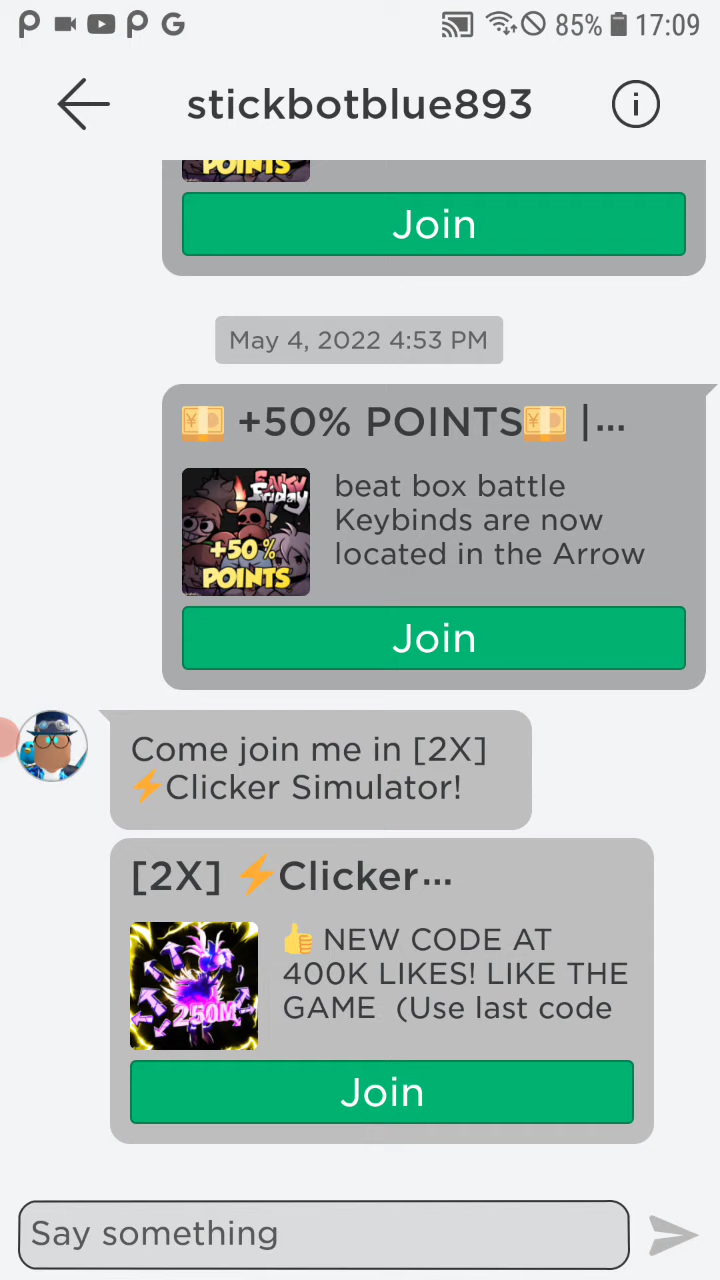 85% 17:09
stickbotblue893
POINTS
Join
May 4, 2022 4:53 PM
💴 +50% POINTS💴 |...
Friday
+50%
POINTS
beat box battle
Keybinds are now
located in the Arrow
Join
Come join me in [2X]
⚡Clicker Simulator!
[2X] ⚡Clicker...
250M
👍 NEW CODE AT
400K LIKES! LIKE THE
GAME (Use last code
Join
Say something